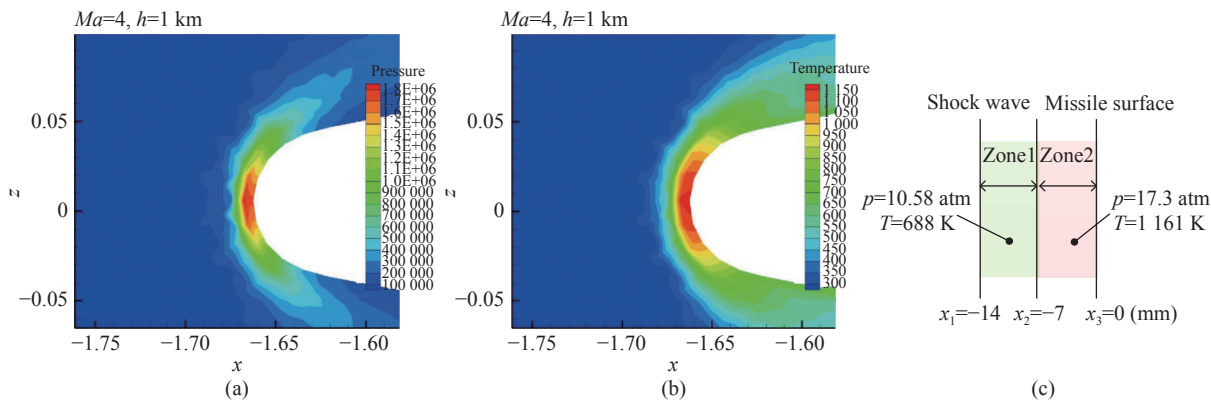 Ma=4, h=1 km
Pressure
1.8E+06
1.6E+06
1.5E+06
1.4E+06
1.3E+06
1.2E+06
1.1E+06
1.0E+06
900 000
800 000
700 000
600 000
500 000
400 000
300 000
200 000
100 000
0.05
0
−0.05
z
−1.75
−1.70
−1.65
−1.60
x
(a)
Ma=4, h=1 km
Temperature
1 150
1 100
1 050
1 000
950
900
850
800
750
700
650
600
550
500
450
400
350
300
0.05
0
−0.05
z
−1.75
−1.70
−1.65
−1.60
x
(b)
Shock wave
Missile surface
Zone1
Zone2
p=10.58 atm
T=688 K
p=17.3 atm
T=1 161 K
x1=−14
x2=−7
x3=0 (mm)
(c)